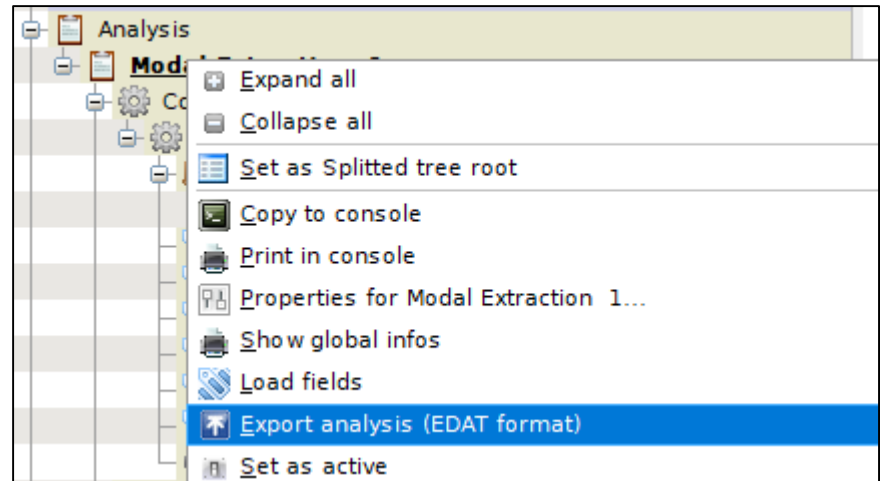 Analysis
Expand all
Collapse all
Set as Splitted tree root
Copy to console
Print in console
Properties for Modal Extraction 1...
Show global infos
Load fields
Export analysis (EDAT format)
Set as active